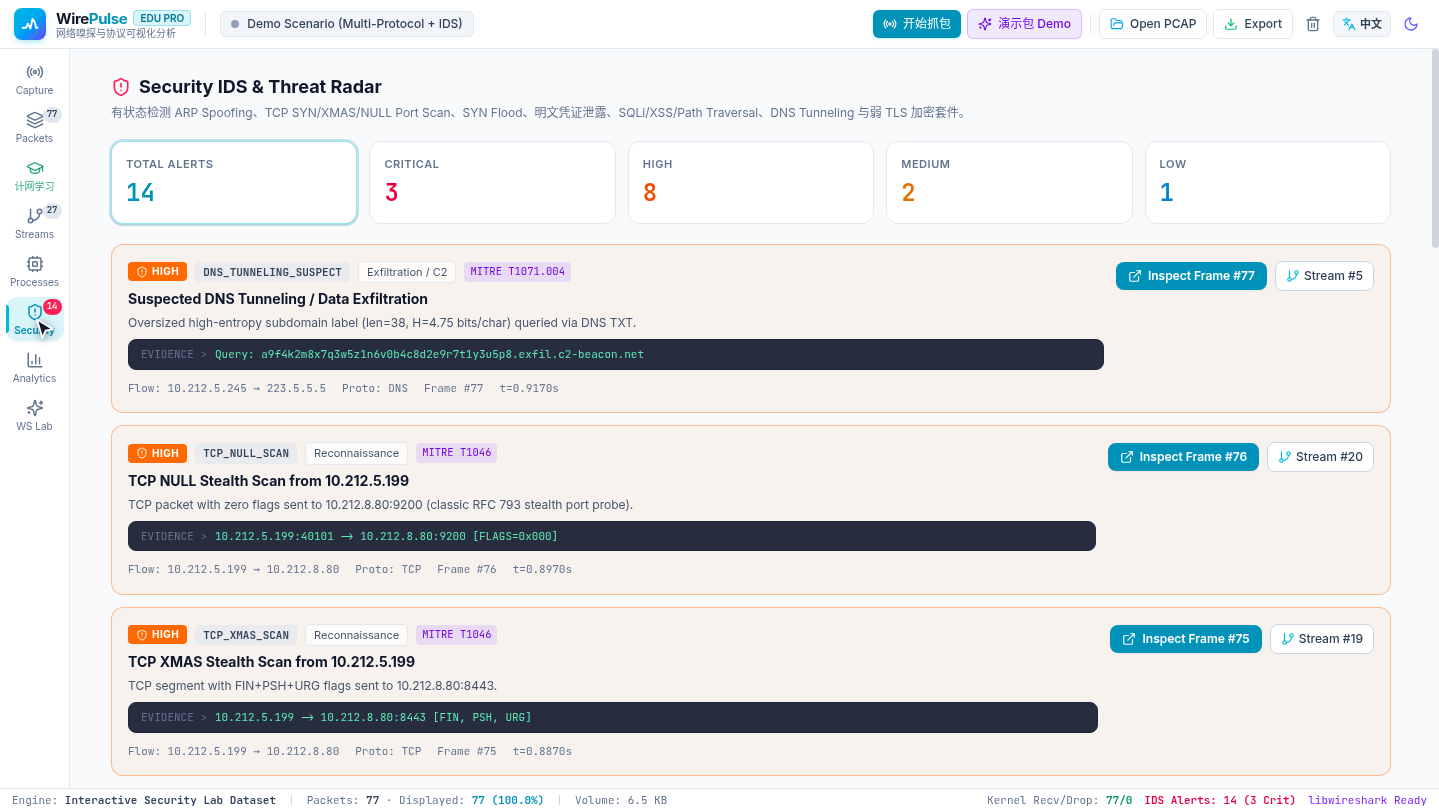 WirePulse EDU PRO
网络嗅探与协议可视化分析
Demo Scenario (Multi-Protocol + IDS)
开始抓包
演示包 Demo
Open PCAP
Export
中文
Capture
77
Packets
计网学习
27
Streams
Processes
14
Security
Analytics
WS Lab
Security IDS & Threat Radar
有状态检测 ARP Spoofing、TCP SYN/XMAS/NULL Port Scan、SYN Flood、明文凭证泄露、SQLi/XSS/Path Traversal、DNS Tunneling 与弱 TLS 加密套件。
TOTAL ALERTS
14
CRITICAL
3
HIGH
8
MEDIUM
2
LOW
1
HIGH DNS_TUNNELING_SUSPECT Exfiltration / C2 MITRE T1071.004
Inspect Frame #77 Stream #5
Suspected DNS Tunneling / Data Exfiltration
Oversized high-entropy subdomain label (len=38, H=4.75 bits/char) queried via DNS TXT.
EVIDENCE > Query: a9f4k2m8x7q3w5z1n6v0b4c8d2e9r7t1y3u5p8.exfil.c2-beacon.net
Flow: 10.212.5.245 → 223.5.5.5 Proto: DNS Frame #77 t=0.9170s
HIGH TCP_NULL_SCAN Reconnaissance MITRE T1046
Inspect Frame #76 Stream #20
TCP NULL Stealth Scan from 10.212.5.199
TCP packet with zero flags sent to 10.212.8.80:9200 (classic RFC 793 stealth port probe).
EVIDENCE > 10.212.5.199:40101 → 10.212.8.80:9200 [FLAGS=0x000]
Flow: 10.212.5.199 → 10.212.8.80 Proto: TCP Frame #76 t=0.8970s
HIGH TCP_XMAS_SCAN Reconnaissance MITRE T1046
Inspect Frame #75 Stream #19
TCP XMAS Stealth Scan from 10.212.5.199
TCP segment with FIN+PSH+URG flags sent to 10.212.8.80:8443.
EVIDENCE > 10.212.5.199 → 10.212.8.80:8443 [FIN, PSH, URG]
Flow: 10.212.5.199 → 10.212.8.80 Proto: TCP Frame #75 t=0.8870s
Engine: Interactive Security Lab Dataset | Packets: 77 · Displayed: 77 (100.0%) | Volume: 6.5 KB
Kernel Recv/Drop: 77/0 IDS Alerts: 14 (3 Crit) libwireshark Ready